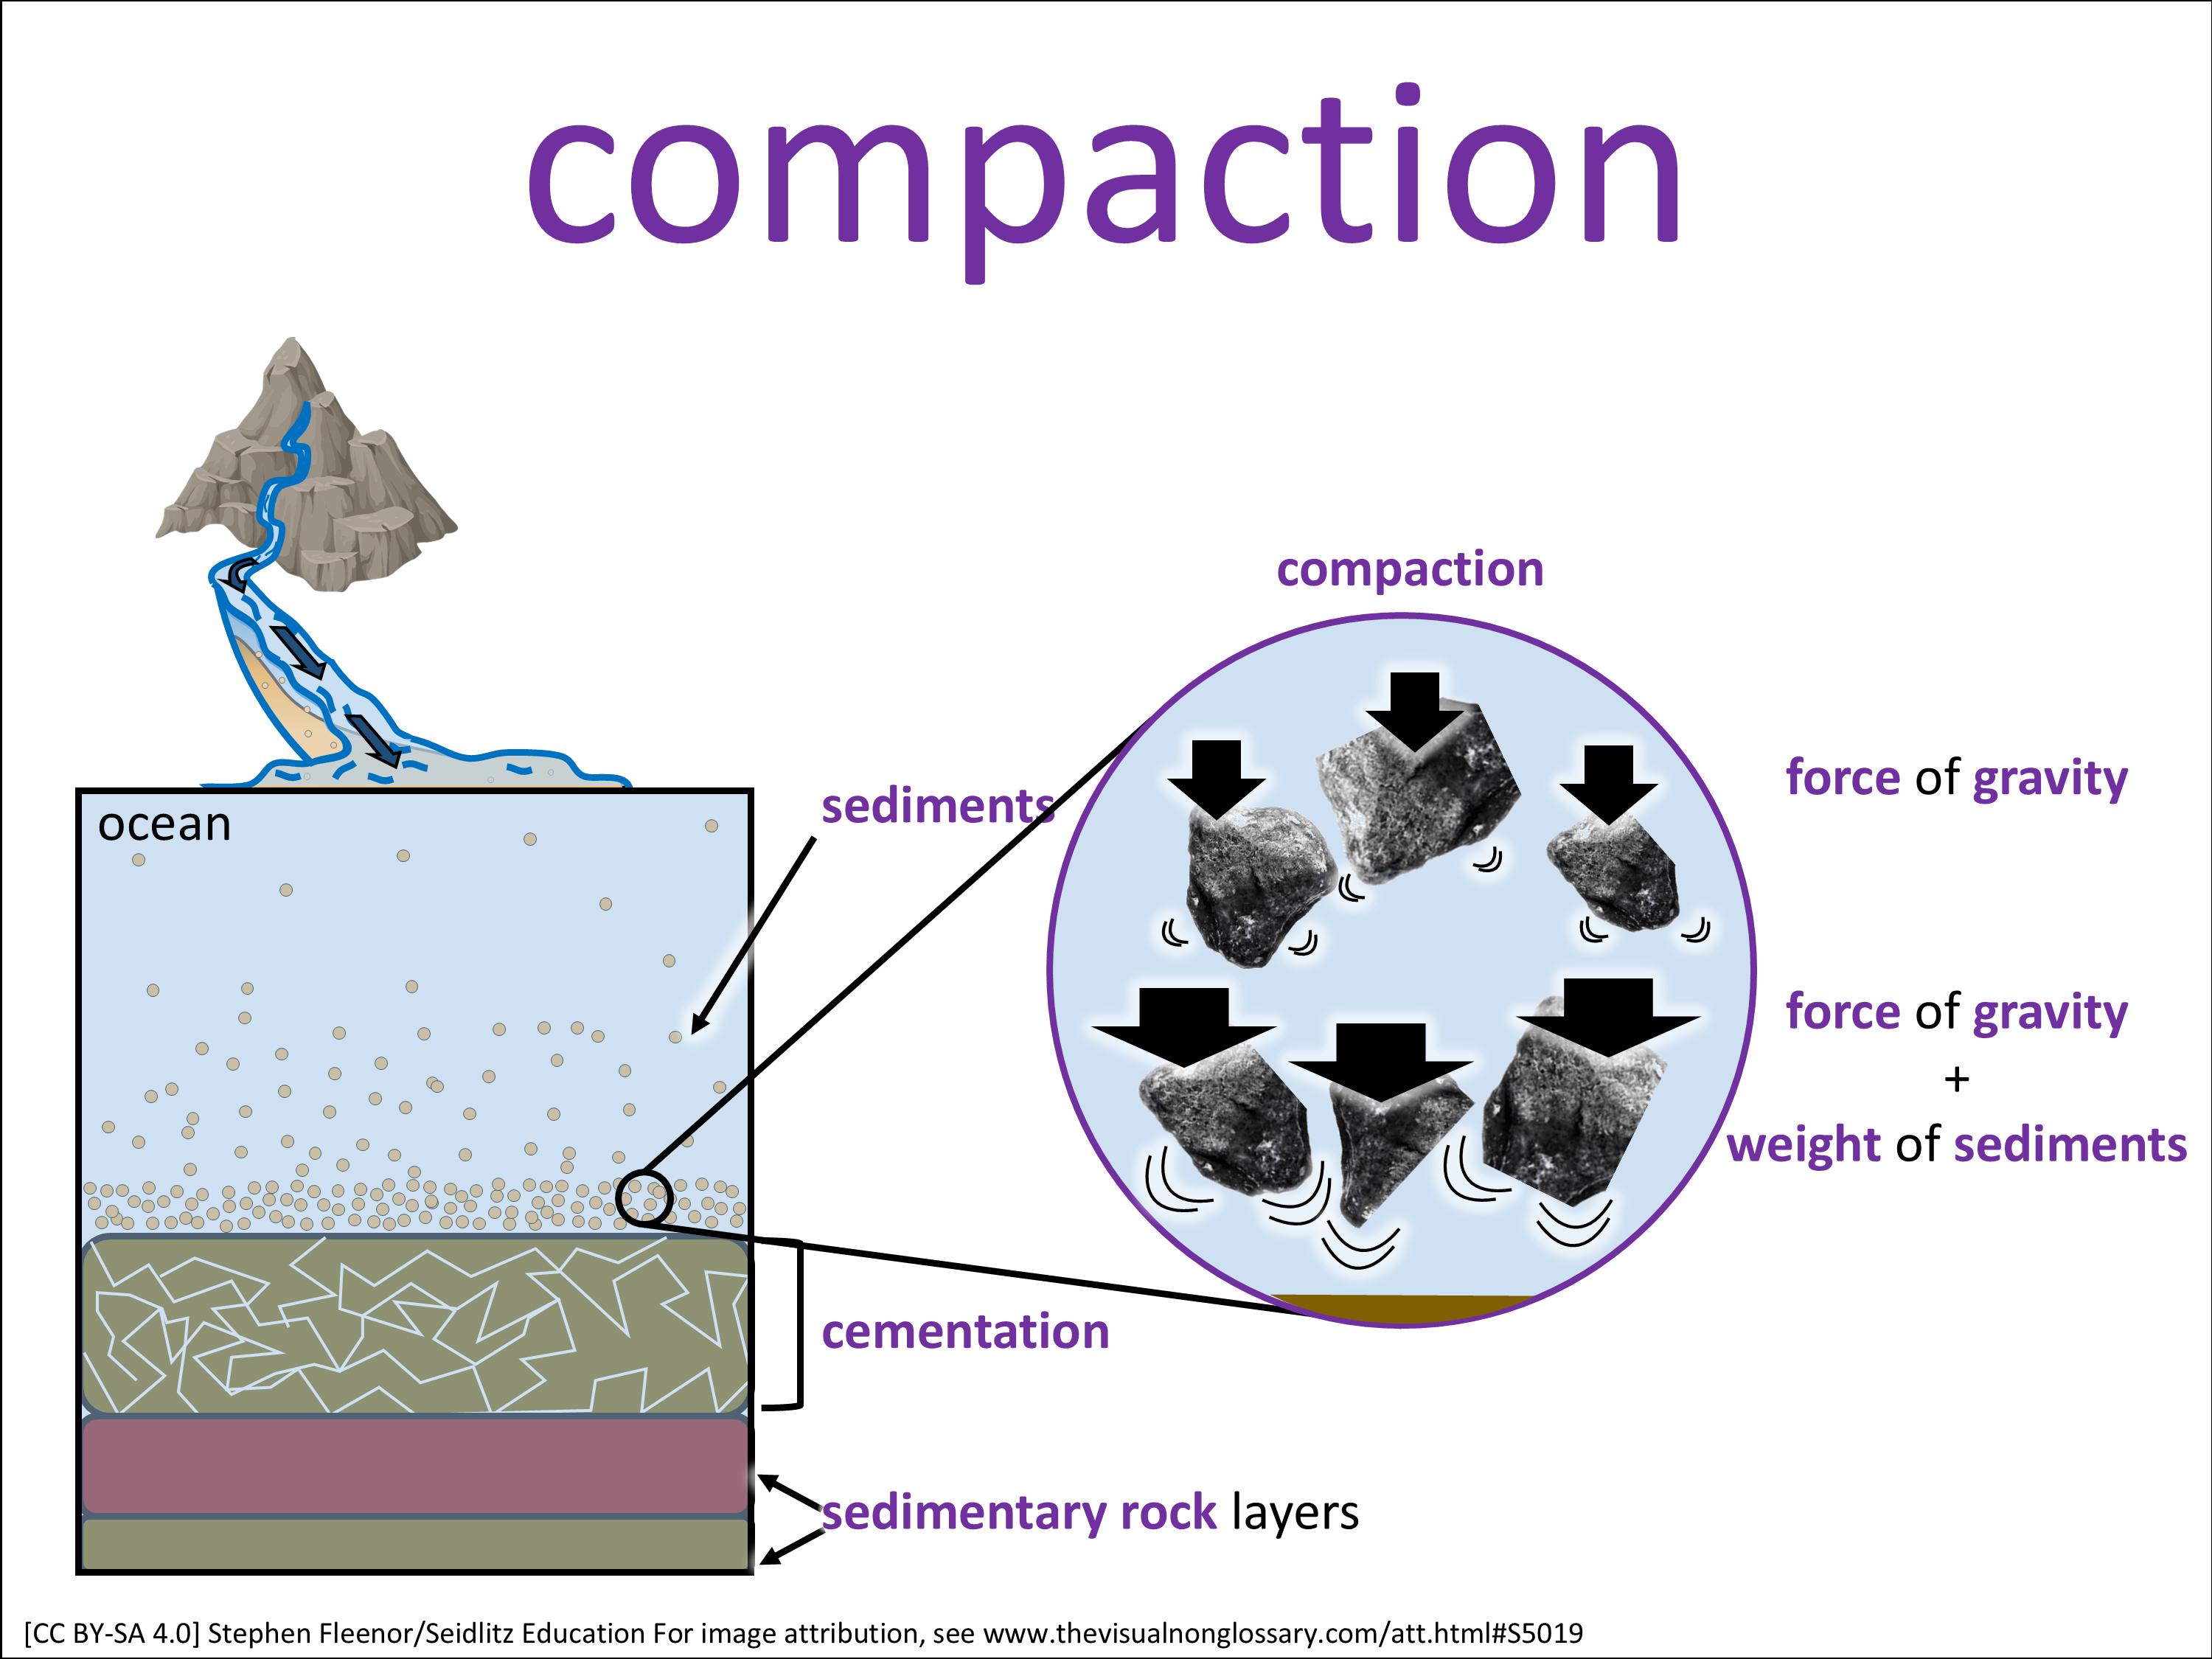 compaction
compaction
force of gravity
sediments
ocean
force of gravity
+
weight of sediments
cementation
sedimentary rock layers
[CC BY-SA 4.0] Stephen Fleenor/Seidlitz Education For image attribution, see www.thevisualnonglossary.com/att.html#S5019